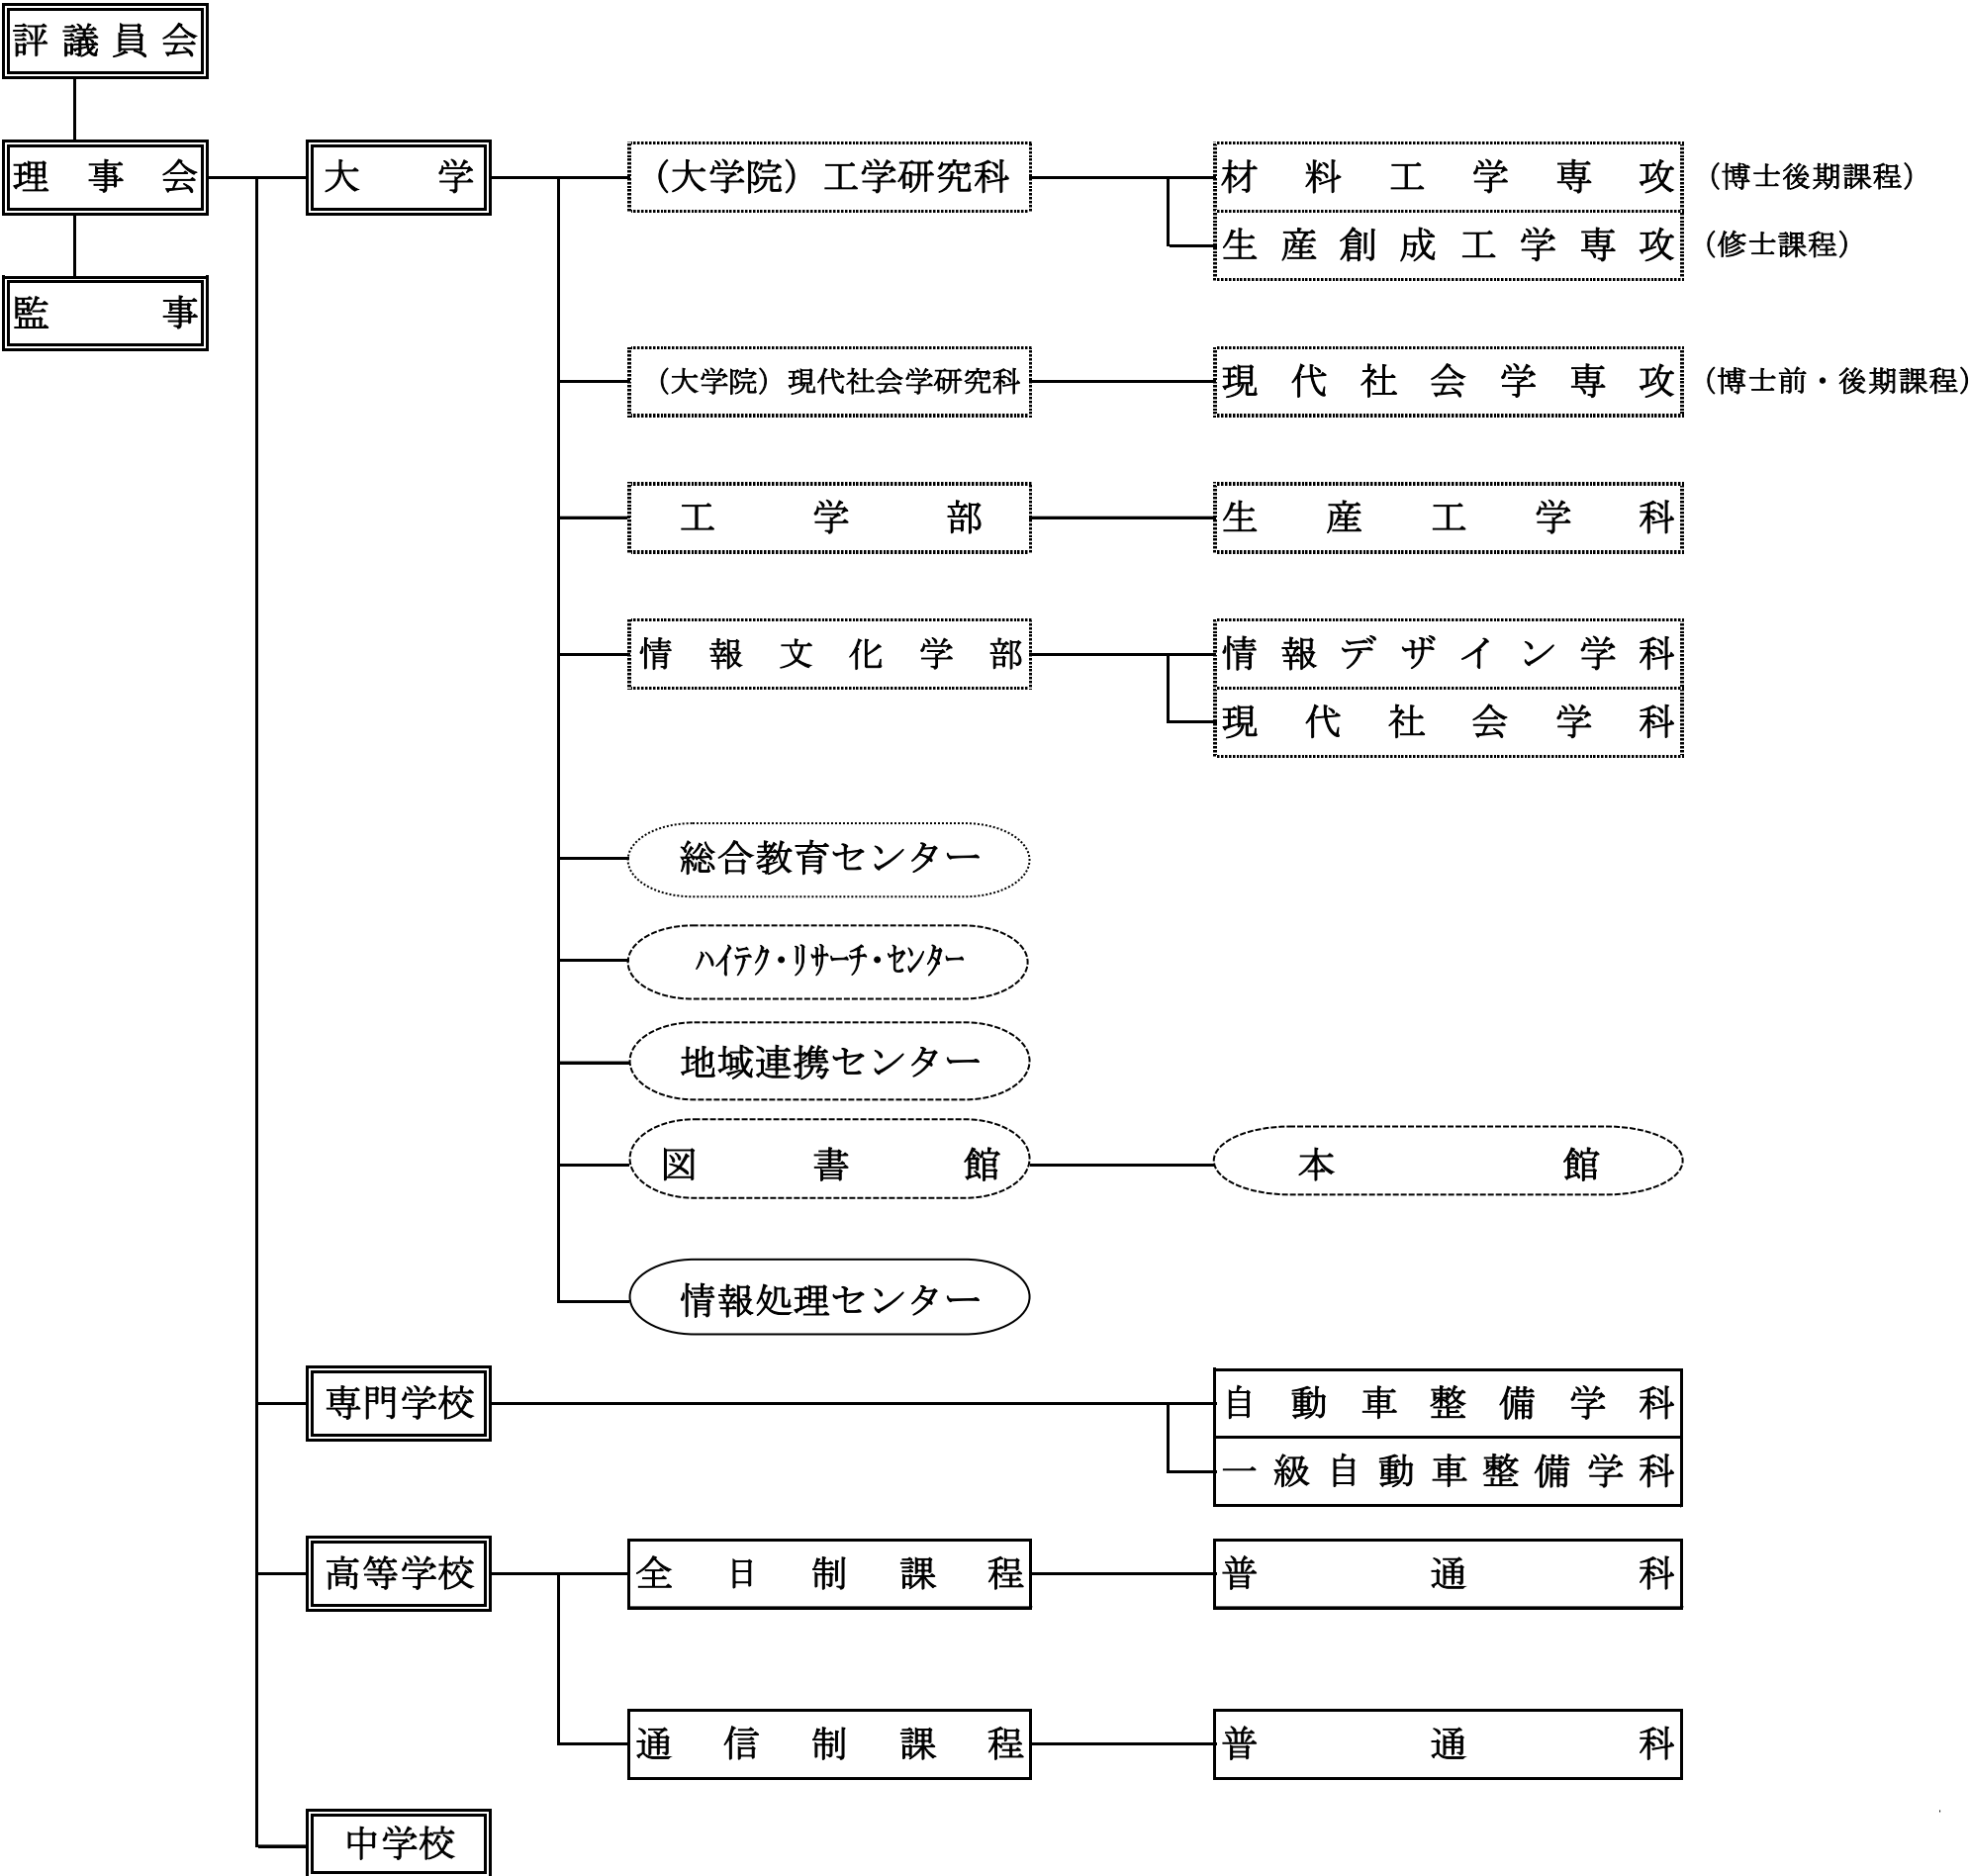 評議員会
理事会
大学
(大学院)工学研究科
材料工学専攻
(博士後期課程)
生産創成工学専攻
(修士課程)
監事
(大学院)現代社会学研究科
現代社会学専攻
(博士前・後期課程)
工学部
生産工学科
情報文化学部
情報デザイン学科
現代社会学科
総合教育センター
ハイテク・リサーチ・センター
地域連携センター
図書館
本館
情報処理センター
専門学校
自動車整備学科
一級自動車整備学科
高等学校
全日制課程
普通科
通信制課程
普通科
中学校